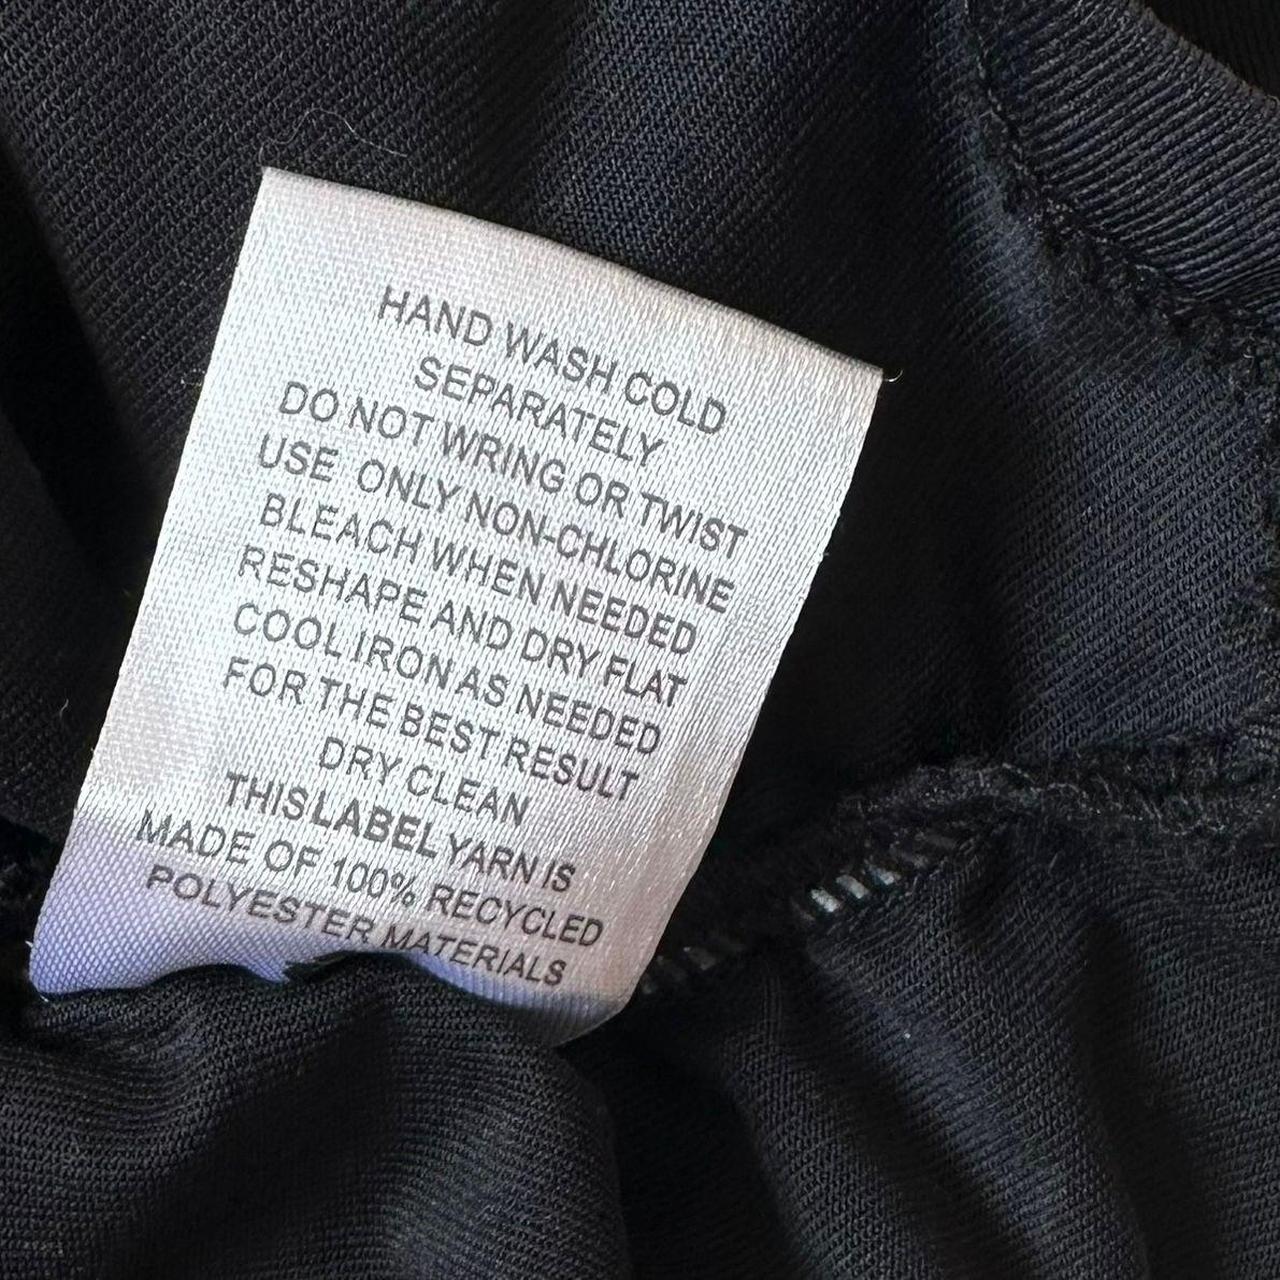 HAND WASH COLD
SEPARATELY
DO NOT WRING OR TWIST
USE ONLY NON-CHLORINE
BLEACH WHEN NEEDED
RESHAPE AND DRY FLAT
COOL IRON AS NEEDED
FOR THE BEST RESULT
DRY CLEAN
THIS LABEL YARN IS
MADE OF 100% RECYCLED
POLYESTER MATERIALS